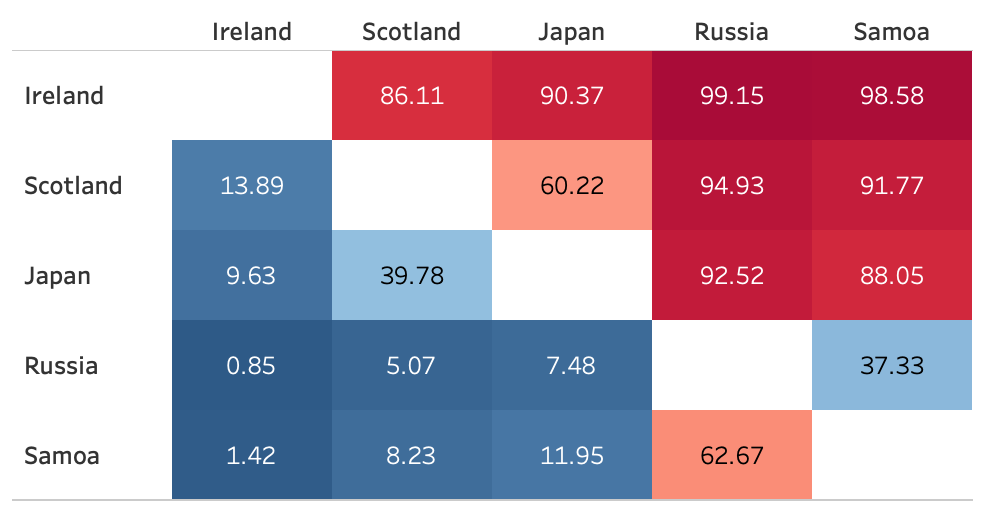 Ireland Scotland Japan Russia Samoa
Ireland 86.11 90.37 99.15 98.58
Scotland 13.89 60.22 94.93 91.77
Japan 9.63 39.78 92.52 88.05
Russia 0.85 5.07 7.48 37.33
Samoa 1.42 8.23 11.95 62.67